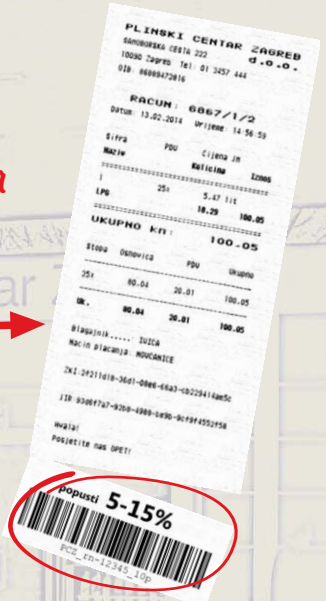 PLINSKI CENTAR ZAGREB
d.o.o.
SAMOBORSKA CESTA 222
10090 Zagreb Tel: 01 3457 444
OIB: 86889472816
RACUN: 6867/1/2
Datum: 13.02.2014 Vrijeme: 14:56:59
Sifra PDV Cijena JM
Naziv Kolicina Iznos
1 25% 5.47 lit
LPG 18.29 100.05
UKUPNO kn: 100.05
Stopa Osnovica PDV Ukupno
25% 80.04 20.01 100.05
UK. 80.04 20.01 100.05
Blagajnik.....: IVICA
Nacin placanja: NOVCANICE
Hvala!
Posjetite nas OPET!
popusti 5-15%
PCZ_rn-12345_10p